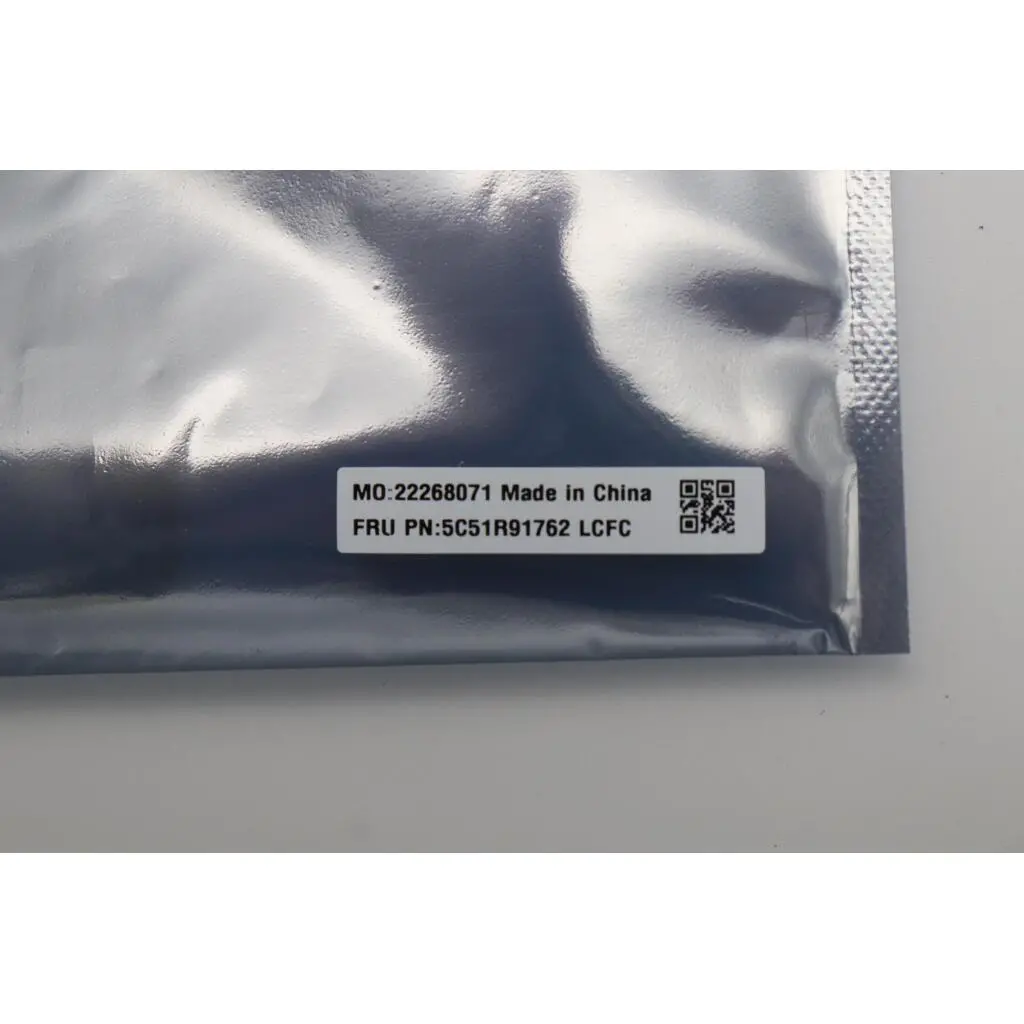 MO:22268071 Made in China
FRU PN:5C51R91762 LCFC